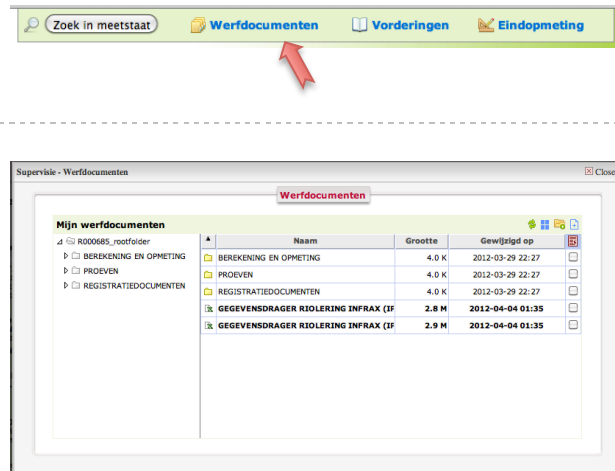 Zoek in meetstaat Werfdocumenten Vorderingen Eindopmeting
Supervisie - Werfdocumenten Close
Werfdocumenten
Mijn werfdocumenten
R000685_rootfolder
BEREKENING EN OPMETING
PROEVEN
REGISTRATIEDOCUMENTEN
Naam Grootte Gewijzigd op
BEREKENING EN OPMETING 4.0 K 2012-03-29 22:27
PROEVEN 4.0 K 2012-03-29 22:27
REGISTRATIEDOCUMENTEN 4.0 K 2012-03-29 22:27
GEGEVENSDRAGER RIOLERING INFRAX (IF 2.8 M 2012-04-04 01:35
GEGEVENSDRAGER RIOLERING INFRAX (IF 2.9 M 2012-04-04 01:35